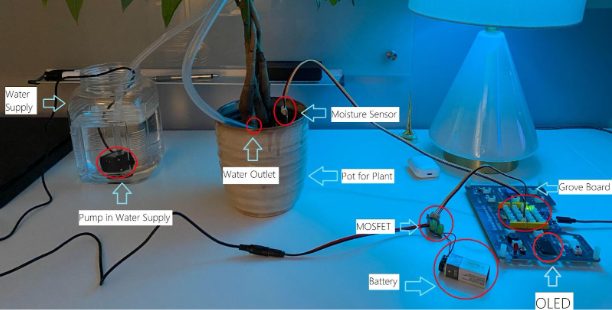 Water
Supply
Moisture Sensor
Water Outlet
Pot for Plant
Grove Board
Pump in Water Supply
MOSFET
Battery
OLED